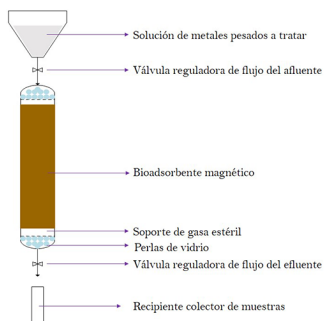 Solución de metales pesados a tratar
Válvula reguladora de flujo del afluente
Bioadsorbente magnético
Soporte de gasa estéril
Perlas de vidrio
Válvula reguladora de flujo del efluente
Recipiente colector de muestras